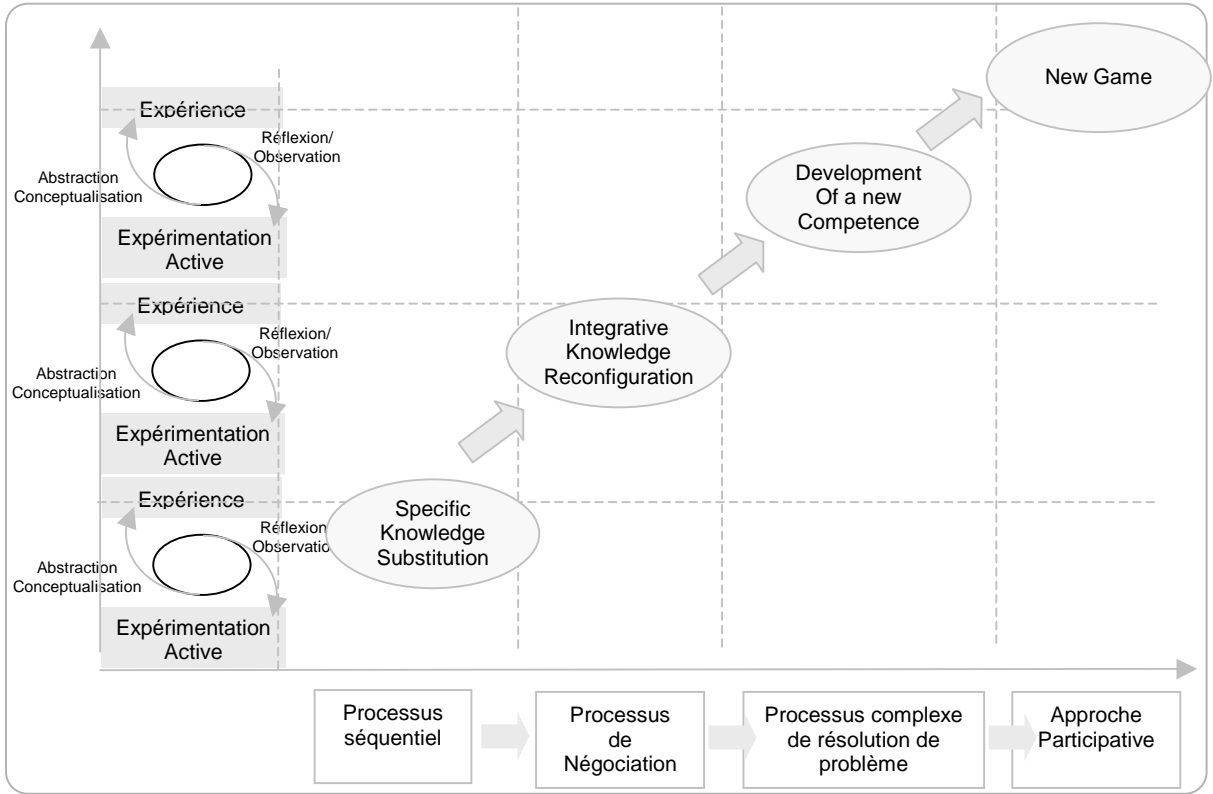 New Game
Expérience
Réflexion/
Observation
Abstraction
Conceptualisation
Development
Of a new
Competence
Expérimentation
Active
Expérience
Réflexion/
Observation
Abstraction
Conceptualisation
Integrative
Knowledge
Reconfiguration
Expérimentation
Active
Expérience
Réflexion
Observatio
Abstraction
Conceptualisation
Specific
Knowledge
Substitution
Expérimentation
Active
Processus
séquentiel
Processus
de
Négociation
Processus complexe
de résolution de
problème
Approche
Participative